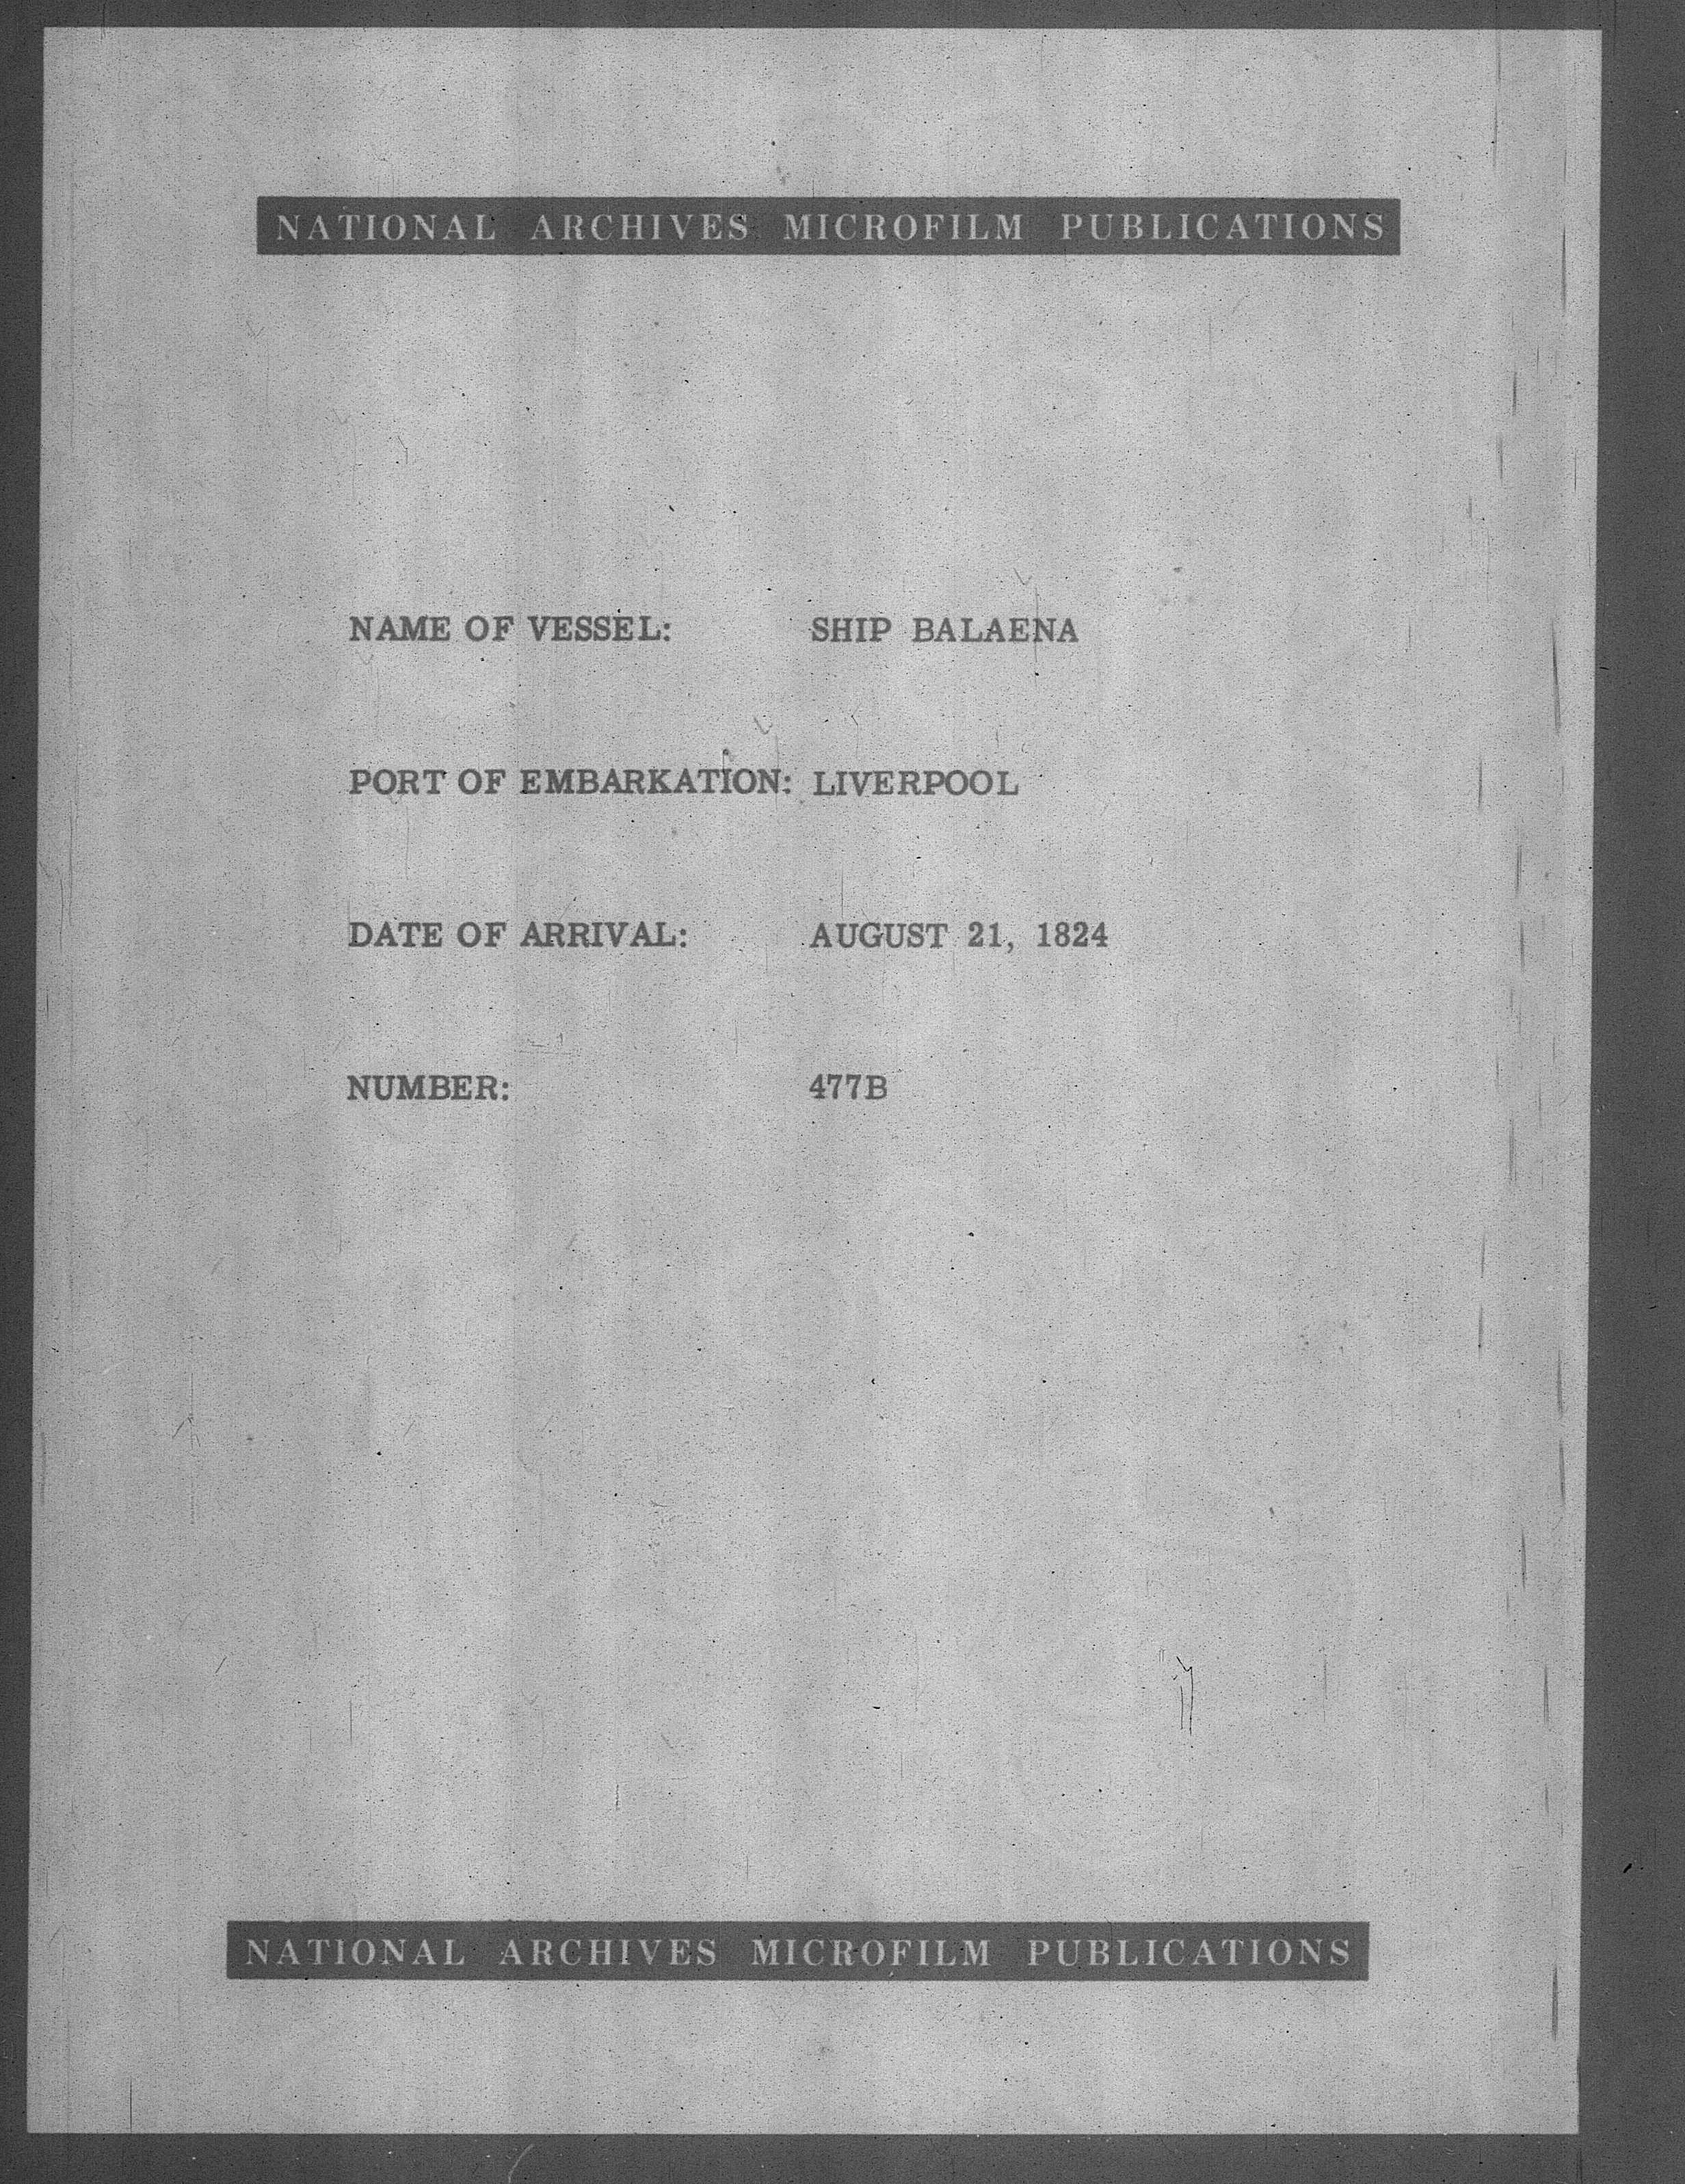 NATIONAL ARCHIVES MICROFILM PUBLICATIONS
NAME OF VESSEL: SHIP BALAENA
PORT OF EMBARKATION: LIVERPOOL
DATE OF ARRIVAL: AUGUST 21, 1824
NUMBER: 477B
NATIONAL ARCHIVES MICROFILM PUBLICATIONS